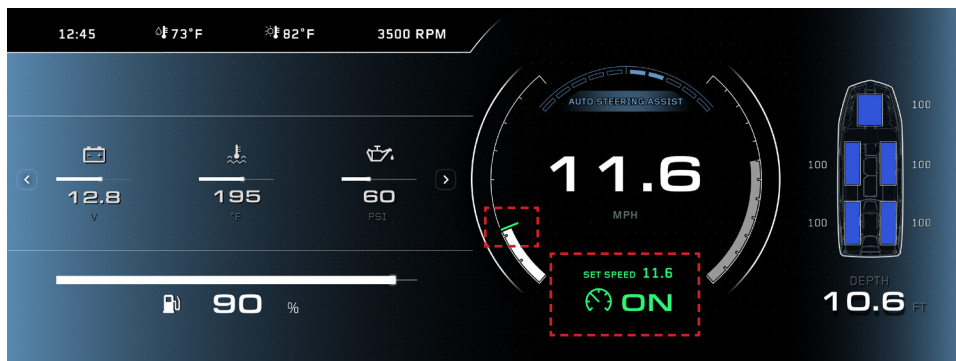 12:45 73°F 82°F 3500 RPM
AUTO STEERING ASSIST
11.6
MPH
12.8
V
195
°F
60
PSI
SET SPEED 11.6
ON
90 %
100
100 100
100 100
DEPTH
10.6 FT